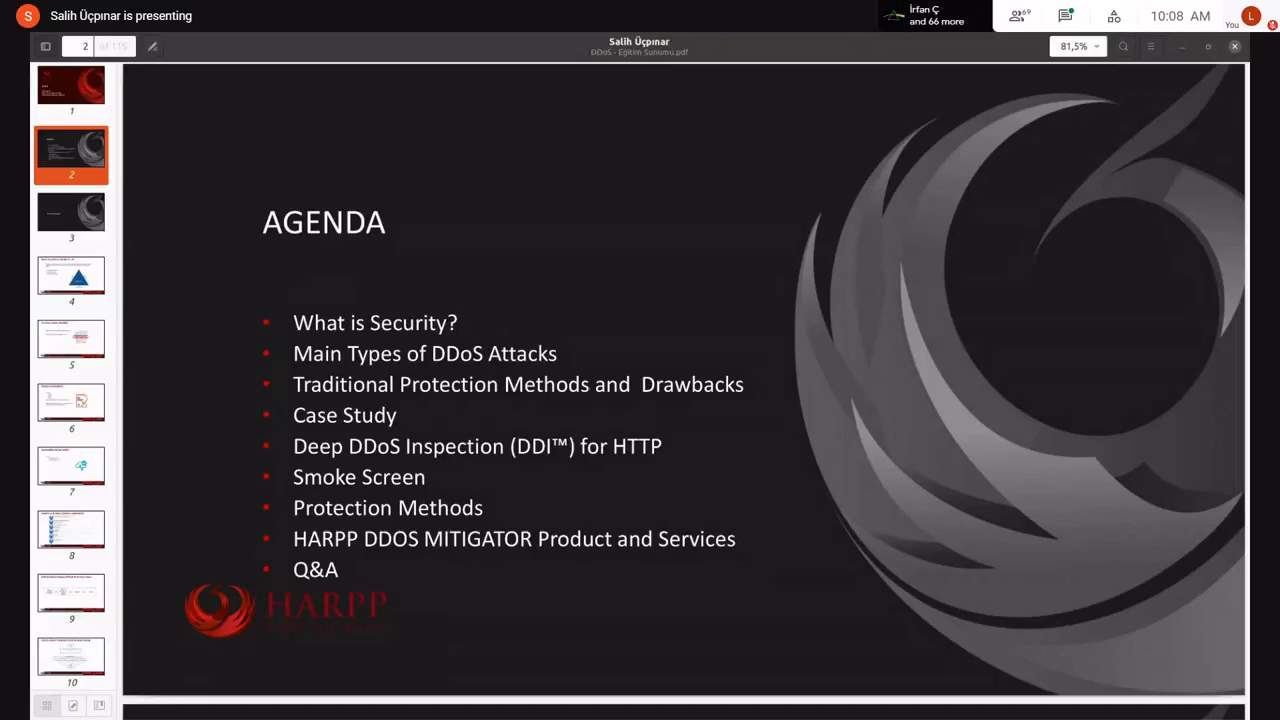 S Salih Üçpınar is presenting
İrfan Ç
and 66 more
69
10:08 AM
You
L
2 of 115
Salih Üçpınar
DDoS - Eğitim Sunumu.pdf
81,5%
1
2
3
4
5
6
7
8
9
10
AGENDA
• What is Security?
• Main Types of DDoS Attacks
• Traditional Protection Methods and Drawbacks
• Case Study
• Deep DDoS Inspection (DDI™) for HTTP
• Smoke Screen
• Protection Methods
• HARPP DDOS MITIGATOR Product and Services
• Q&A
HARPP